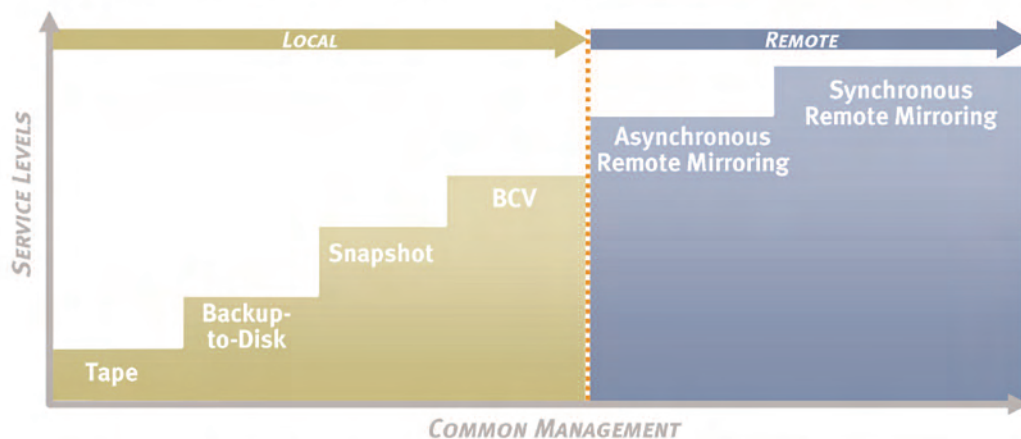 LOCAL
REMOTE
SERVICE LEVELS
Synchronous
Remote Mirroring
Asynchronous
Remote Mirroring
BCV
Snapshot
Backup-
to-Disk
Tape
COMMON MANAGEMENT